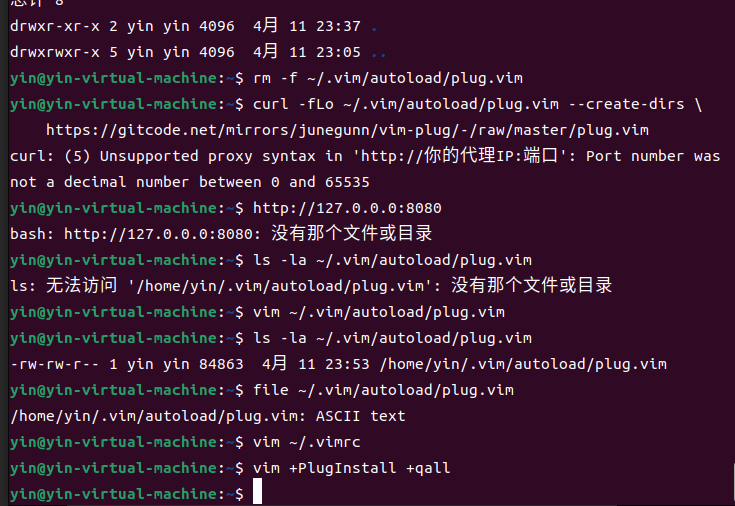 总计 8
drwxr-xr-x 2 yin yin 4096  4月 11 23:37 .
drwxrwxr-x 5 yin yin 4096  4月 11 23:05 ..
yin@yin-virtual-machine:~$ rm -f ~/.vim/autoload/plug.vim
yin@yin-virtual-machine:~$ curl -fLo ~/.vim/autoload/plug.vim --create-dirs \
    https://gitcode.net/mirrors/junegunn/vim-plug/-/raw/master/plug.vim
curl: (5) Unsupported proxy syntax in 'http://你的代理IP:端口': Port number was
not a decimal number between 0 and 65535
yin@yin-virtual-machine:~$ http://127.0.0.0:8080
bash: http://127.0.0.0:8080: 没有那个文件或目录
yin@yin-virtual-machine:~$ ls -la ~/.vim/autoload/plug.vim
ls: 无法访问 '/home/yin/.vim/autoload/plug.vim': 没有那个文件或目录
yin@yin-virtual-machine:~$ vim ~/.vim/autoload/plug.vim
yin@yin-virtual-machine:~$ ls -la ~/.vim/autoload/plug.vim
-rw-rw-r-- 1 yin yin 84863  4月 11 23:53 /home/yin/.vim/autoload/plug.vim
yin@yin-virtual-machine:~$ file ~/.vim/autoload/plug.vim
/home/yin/.vim/autoload/plug.vim: ASCII text
yin@yin-virtual-machine:~$ vim ~/.vimrc
yin@yin-virtual-machine:~$ vim +PlugInstall +qall
yin@yin-virtual-machine:~$